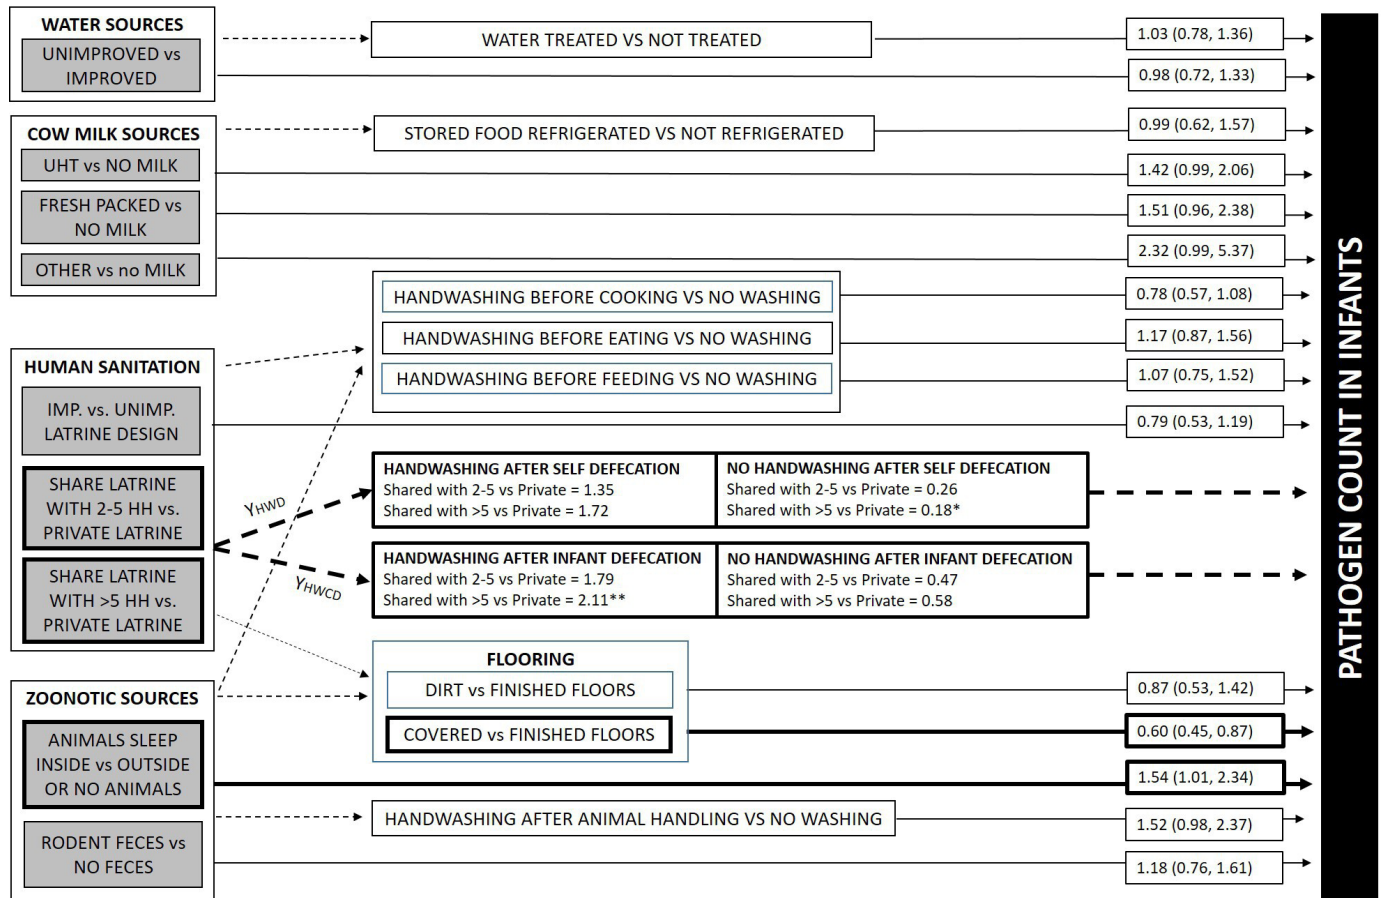 WATER SOURCES
UNIMPROVED vs
IMPROVED
WATER TREATED VS NOT TREATED
1.03 (0.78, 1.36)
0.98 (0.72, 1.33)
COW MILK SOURCES
UHT vs NO MILK
FRESH PACKED vs
NO MILK
OTHER vs no MILK
STORED FOOD REFRIGERATED VS NOT REFRIGERATED
0.99 (0.62, 1.57)
1.42 (0.99, 2.06)
1.51 (0.96, 2.38)
2.32 (0.99, 5.37)
HANDWASHING BEFORE COOKING VS NO WASHING
0.78 (0.57, 1.08)
HANDWASHING BEFORE EATING VS NO WASHING
1.17 (0.87, 1.56)
HANDWASHING BEFORE FEEDING VS NO WASHING
1.07 (0.75, 1.52)
HUMAN SANITATION
IMP. vs. UNIMP.
LATRINE DESIGN
0.79 (0.53, 1.19)
SHARE LATRINE
WITH 2-5 HH vs.
PRIVATE LATRINE
SHARE LATRINE
WITH >5 HH vs.
PRIVATE LATRINE
YHWD
YHWCD
HANDWASHING AFTER SELF DEFECATION
Shared with 2-5 vs Private = 1.35
Shared with >5 vs Private = 1.72
NO HANDWASHING AFTER SELF DEFECATION
Shared with 2-5 vs Private = 0.26
Shared with >5 vs Private = 0.18*
HANDWASHING AFTER INFANT DEFECATION
Shared with 2-5 vs Private = 1.79
Shared with >5 vs Private = 2.11**
NO HANDWASHING AFTER INFANT DEFECATION
Shared with 2-5 vs Private = 0.47
Shared with >5 vs Private = 0.58
FLOORING
DIRT vs FINISHED FLOORS
0.87 (0.53, 1.42)
COVERED vs FINISHED FLOORS
0.60 (0.45, 0.87)
ZOONOTIC SOURCES
ANIMALS SLEEP
INSIDE vs OUTSIDE
OR NO ANIMALS
1.54 (1.01, 2.34)
HANDWASHING AFTER ANIMAL HANDLING VS NO WASHING
1.52 (0.98, 2.37)
RODENT FECES vs
NO FECES
1.18 (0.76, 1.61)
PATHOGEN COUNT IN INFANTS